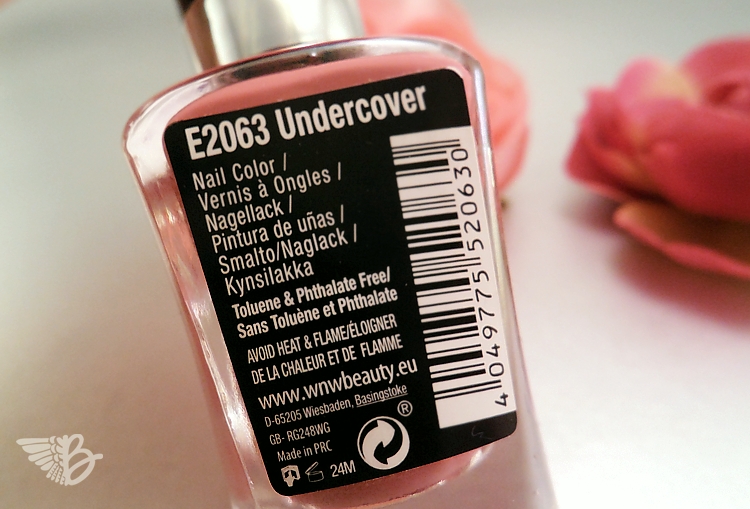 E2063 Undercover
Nail Color /
Vernis à Ongles /
Nagellack /
Pintura de uñas /
Smalto/Naglack /
Kynsilakka
Toluene & Phthalate Free/
Sans Toluène et Phthalate
AVOID HEAT & FLAME/ÉLOIGNER
DE LA CHALEUR ET DE FLAMME
www.wnwbeauty.eu
D-65205 Wiesbaden, Basingstoke
GB- RG248WG
Made in PRC
24M
®
4 049775 520630
B